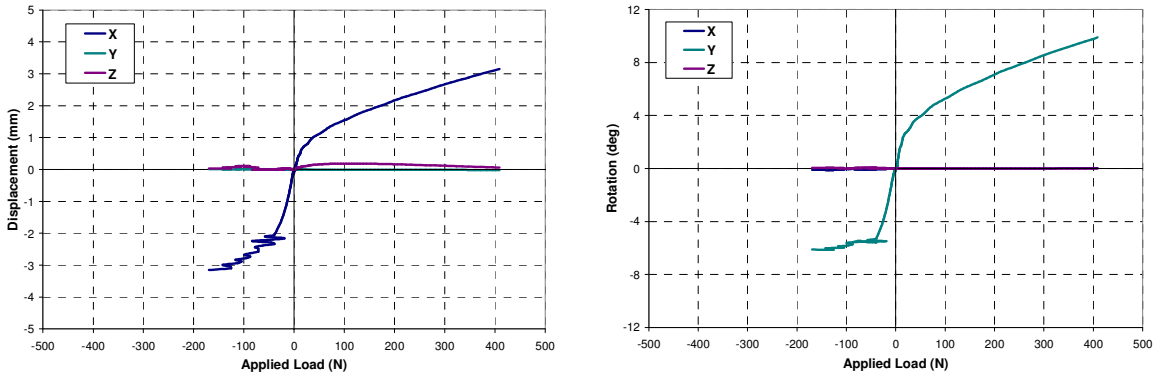 5
4
3
2
1
0
-1
-2
-3
-4
-5
Displacement (mm)
X
Y
Z
-500 -400 -300 -200 -100 0 100 200 300 400 500
Applied Load (N)
12
8
4
0
-4
-8
-12
Rotation (deg)
X
Y
Z
-500 -400 -300 -200 -100 0 100 200 300 400 500
Applied Load (N)